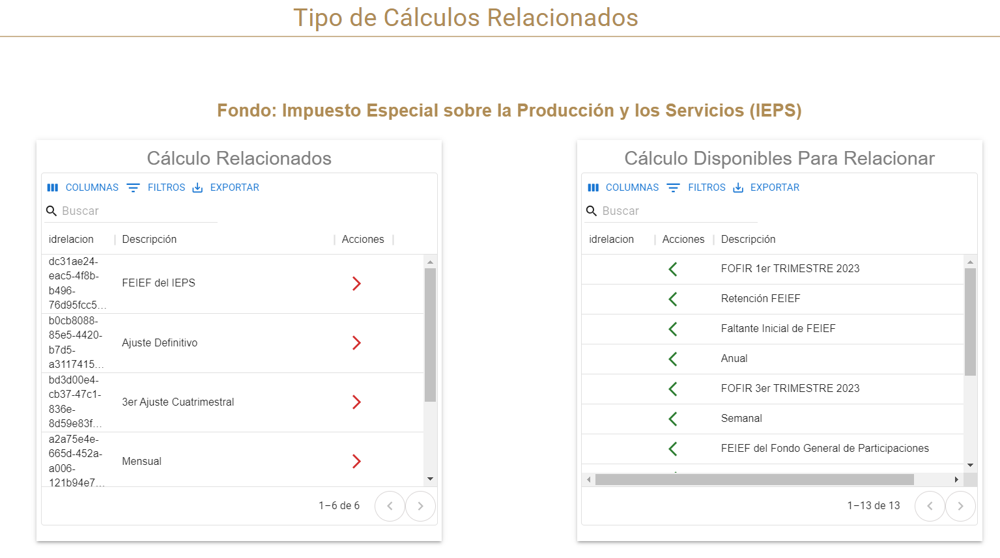 Tipo de Cálculos Relacionados
Fondo: Impuesto Especial sobre la Producción y los Servicios (IEPS)
Cálculo Relacionados
COLUMNAS FILTROS EXPORTAR
Buscar
idrelacion Descripción Acciones
dc31ae24-
eac5-4f8b-
b496-
76d95fcc5...
FEIEF del IEPS
b0cb8088-
85e5-4420-
b7d5-
a3117415...
Ajuste Definitivo
bd3d00e4-
cb37-47c1-
836e-
8d59e83f...
3er Ajuste Cuatrimestral
a2a75e4e-
665d-452a-
a006-
121b94e7...
Mensual
1–6 de 6
Cálculo Disponibles Para Relacionar
COLUMNAS FILTROS EXPORTAR
Buscar
idrelacion Acciones Descripción
FOFIR 1er TRIMESTRE 2023
Retención FEIEF
Faltante Inicial de FEIEF
Anual
FOFIR 3er TRIMESTRE 2023
Semanal
FEIEF del Fondo General de Participaciones
1–13 de 13